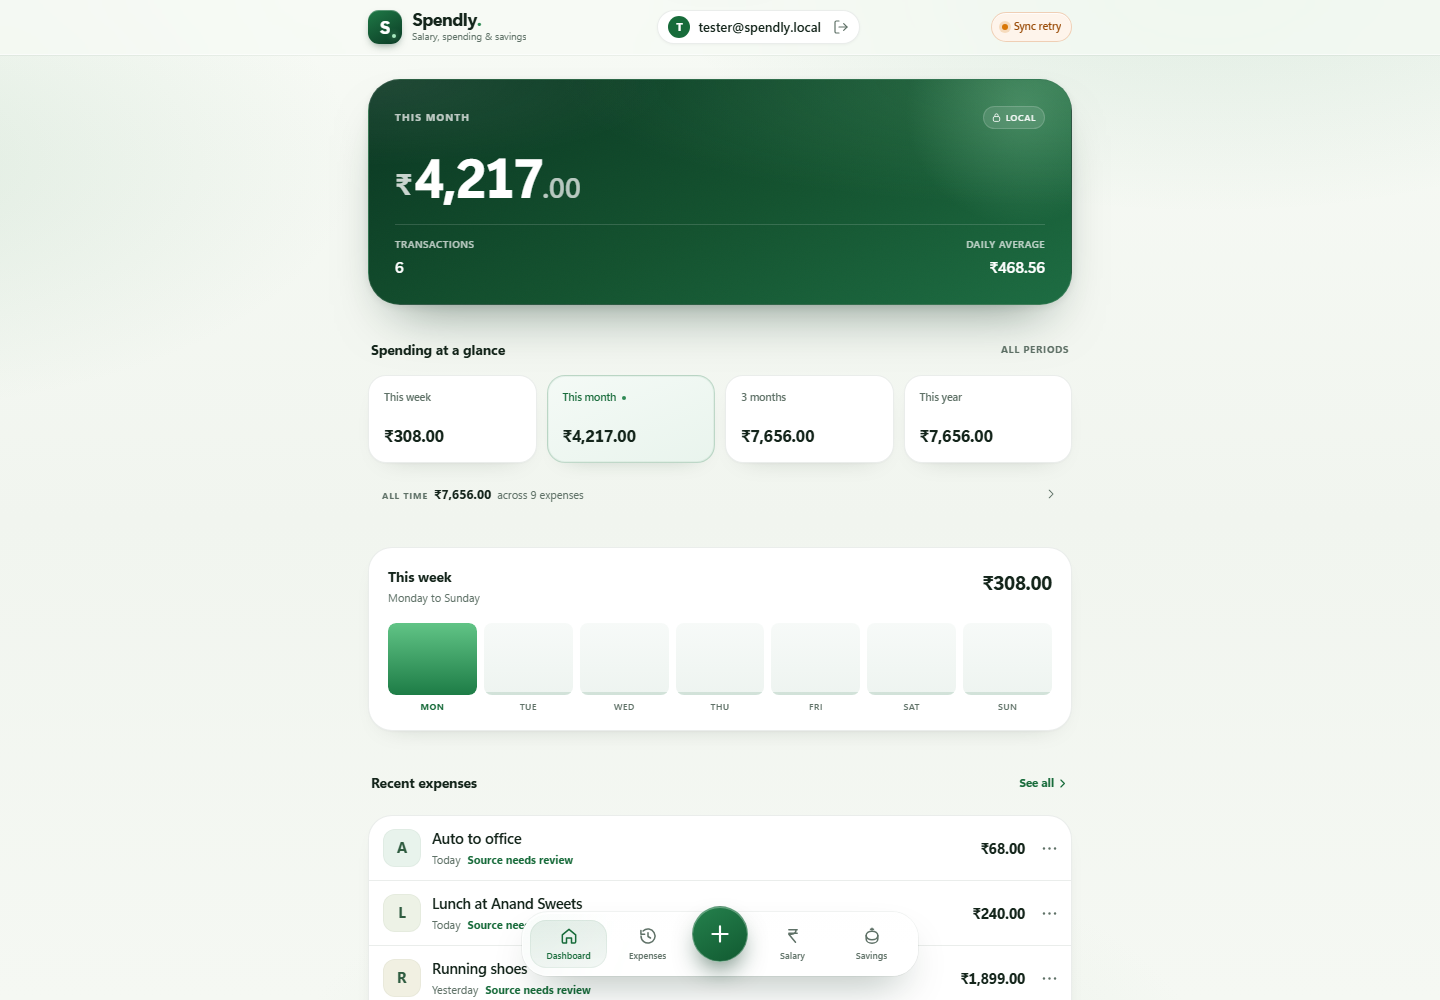 S.
Spendly.
Salary, spending & savings
T tester@spendly.local
Sync retry
THIS MONTH
LOCAL
₹4,217.00
TRANSACTIONS
6
DAILY AVERAGE
₹468.56
Spending at a glance
ALL PERIODS
This week
₹308.00
This month
₹4,217.00
3 months
₹7,656.00
This year
₹7,656.00
ALL TIME ₹7,656.00 across 9 expenses
This week
Monday to Sunday
₹308.00
MON TUE WED THU FRI SAT SUN
Recent expenses
See all
A
Auto to office
Today Source needs review
₹68.00
L
Lunch at Anand Sweets
Today Source
₹240.00
R
Running shoes
Yesterday Source needs review
₹1,899.00
Dashboard
Expenses
₹
Salary
Savings